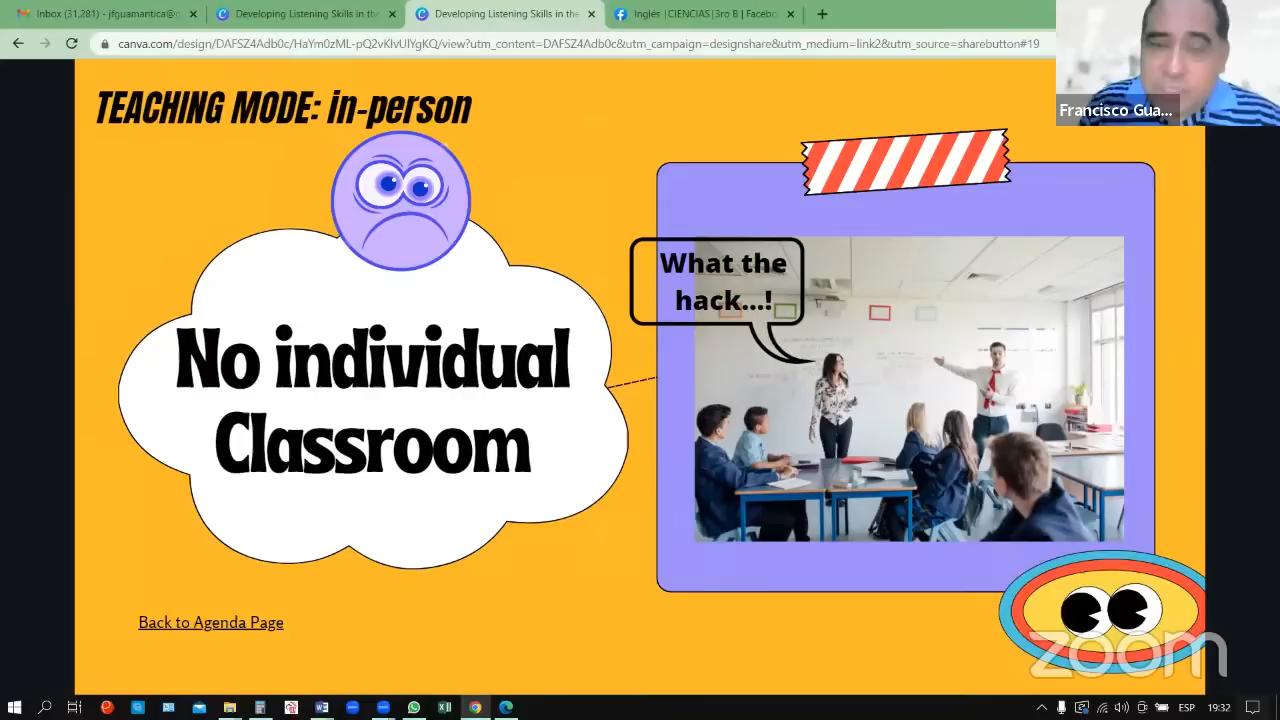 Inbox (31,281) - jfguamantica@
Developing Listening Skills in the
Developing Listening Skills in the
Inglés |CIENCIAS|3ro B | Facebo
canva.com/design/DAFSZ4Adb0c/HaYm0zML-pQ2vKlvUlYgKQ/view?utm_content=DAFSZ4Adb0c&utm_campaign=designshare&utm_medium=link2&utm_source=sharebutton#19
Francisco Gua...
TEACHING MODE: in-person
What the
hack...!
No individual
Classroom
Back to Agenda Page
zoom
ESP
19:32